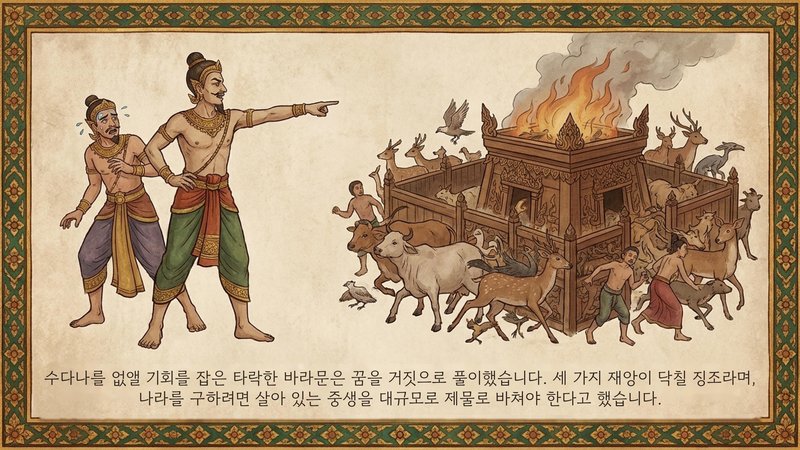 수다나를 없앨 기회를 잡은 타락한 바라문은 꿈을 거짓으로 풀이했습니다. 세 가지 재앙이 닥칠 징조라며,
나라를 구하려면 살아 있는 중생을 대규모로 제물로 바쳐야 한다고 했습니다.